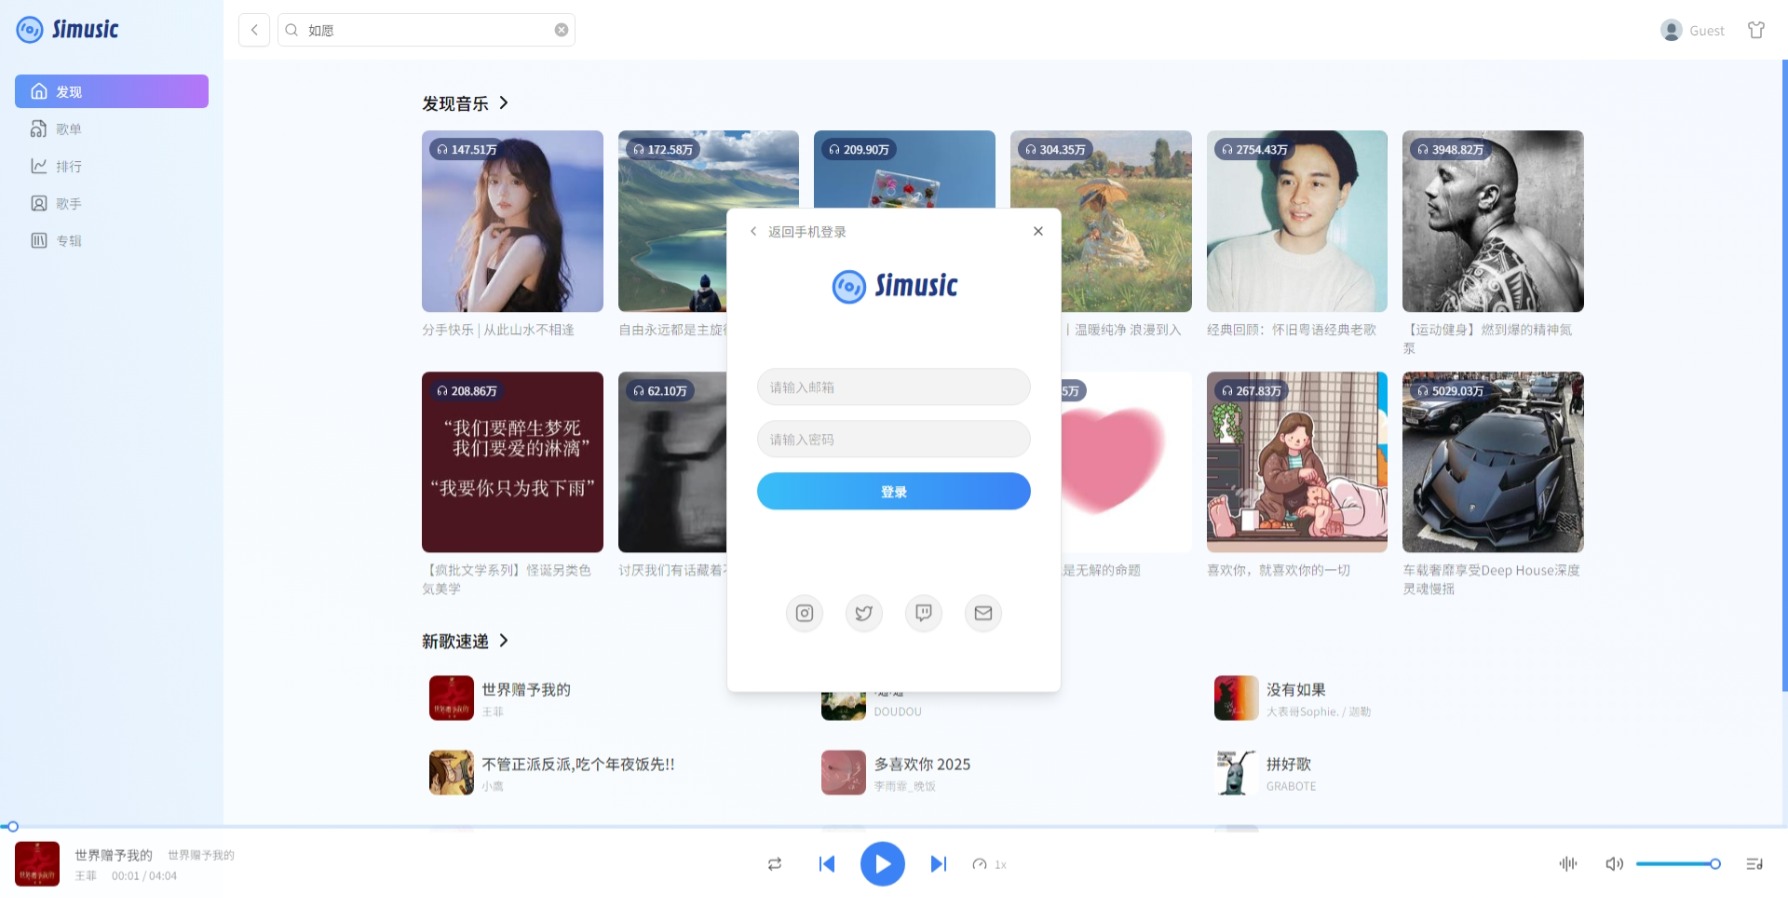 Simusic
如愿
Guest
发现
歌单
排行
歌手
专辑
发现音乐
147.51万
172.58万
209.90万
304.35万
2754.43万
3948.82万
分手快乐 | 从此山水不相逢
自由永远都是主旋
| 温暖纯净 浪漫到入
经典回顾：怀旧粤语经典老歌
【运动健身】燃到爆的精神氮
泵
208.86万
62.10万
5万
267.83万
5029.03万
“我们要醉生梦死
我们要爱的淋漓”
“我要你只为我下雨”
【疯批文学系列】怪诞另类色
気美学
讨厌我们有话藏着
是无解的命题
喜欢你，就喜欢你的一切
车载奢靡享受Deep House深度
灵魂慢摇
返回手机登录
Simusic
请输入邮箱
请输入密码
登录
新歌速递
世界赠予我的
王菲
DOUDOU
没有如果
大表哥Sophie. / 迦勒
不管正派反派,吃个年夜饭先!!
小鹰
多喜欢你 2025
李雨霏_晚饭
拼好歌
GRABOTE
世界赠予我的 世界赠予我的
王菲 00:01 / 04:04
1x